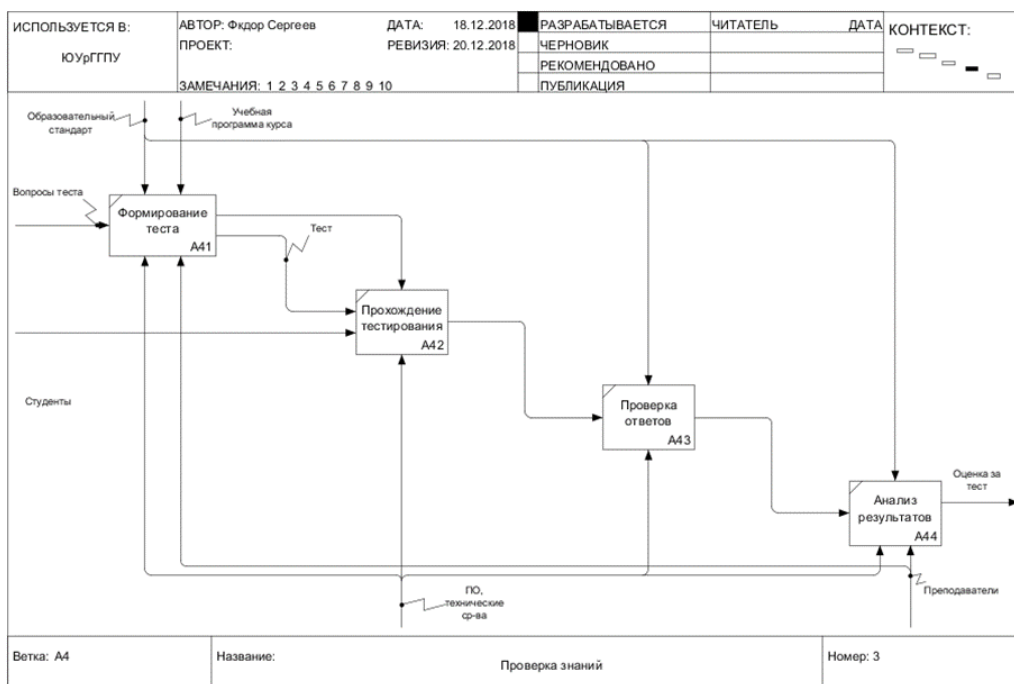 ИСПОЛЬЗУЕТСЯ В:
ЮУрГГПУ
АВТОР: Фкдор Сергеев
ДАТА: 18.12.2018
ПРОЕКТ:
РЕВИЗИЯ: 20.12.2018
ЗАМЕЧАНИЯ: 1 2 3 4 5 6 7 8 9 10
РАЗРАБАТЫВАЕТСЯ
ЧЕРНОВИК
РЕКОМЕНДОВАНО
ПУБЛИКАЦИЯ
ЧИТАТЕЛЬ
ДАТА
КОНТЕКСТ:
Образовательный
стандарт
Учебная
программа курса
Вопросы теста
Формирование
теста
A41
Тест
Прохождение
тестирования
A42
Студенты
Проверка
ответов
A43
Оценка за
тест
Анализ
результатов
A44
ПО,
технические
ср-ва
Преподаватели
Ветка: A4
Название:
Проверка знаний
Номер: 3